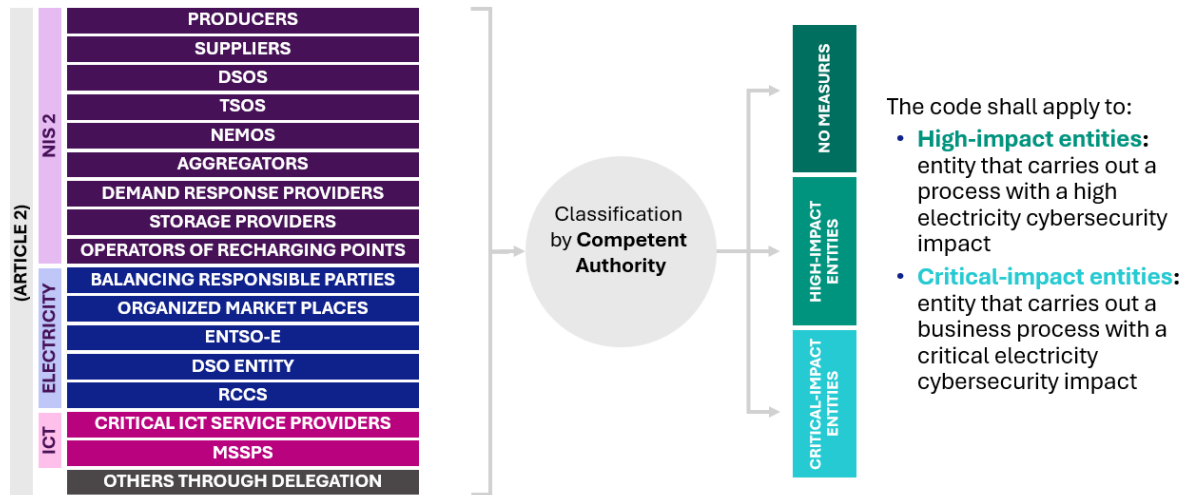 (ARTICLE 2)
NIS 2
PRODUCERS
SUPPLIERS
DSOS
TSOS
NEMOS
AGGREGATORS
DEMAND RESPONSE PROVIDERS
STORAGE PROVIDERS
OPERATORS OF RECHARGING POINTS
ELECTRICITY
BALANCING RESPONSIBLE PARTIES
ORGANIZED MARKET PLACES
ENTSO-E
DSO ENTITY
RCCS
ICT
CRITICAL ICT SERVICE PROVIDERS
MSSPS
OTHERS THROUGH DELEGATION
Classification
by Competent
Authority
NO MEASURES
HIGH-IMPACT
ENTITIES
CRITICAL-IMPACT
ENTITIES
The code shall apply to:
• High-impact entities:
entity that carries out a
process with a high
electricity cybersecurity
impact
• Critical-impact entities:
entity that carries out a
business process with a
critical electricity
cybersecurity impact